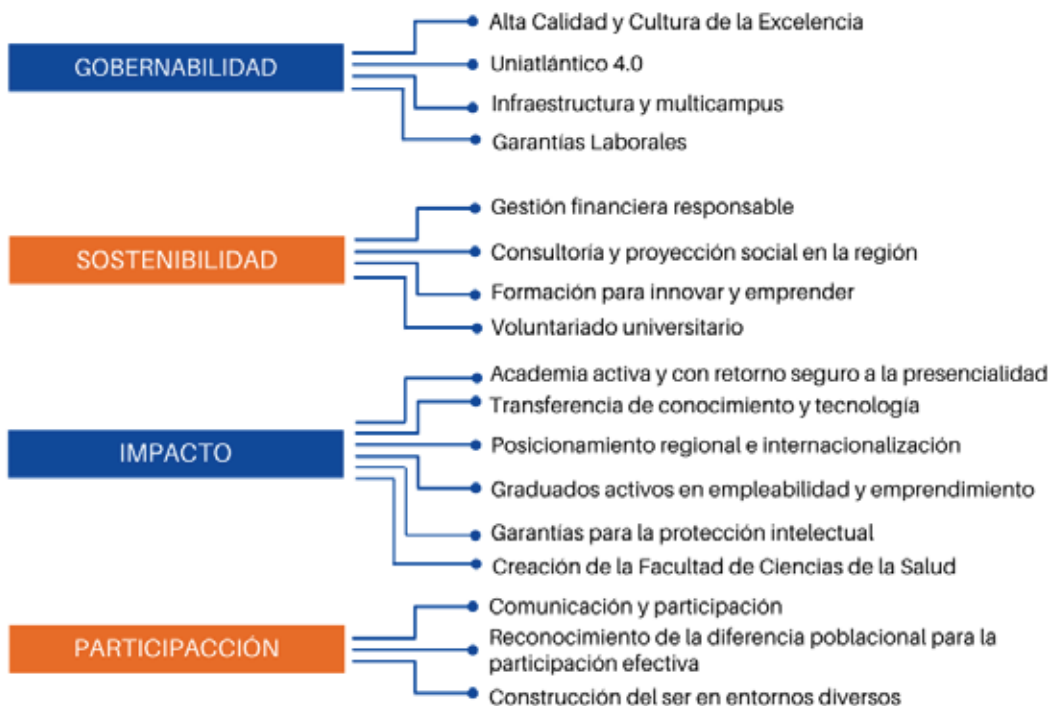 GOBERNABILIDAD
Alta Calidad y Cultura de la Excelencia
Uniatlántico 4.0
Infraestructura y multicampus
Garantías Laborales
SOSTENIBILIDAD
Gestión financiera responsable
Consultoría y proyección social en la región
Formación para innovar y emprender
Voluntariado universitario
IMPACTO
Academia activa y con retorno seguro a la presencialidad
Transferencia de conocimiento y tecnología
Posicionamiento regional e internacionalización
Graduados activos en empleabilidad y emprendimiento
Garantías para la protección intelectual
Creación de la Facultad de Ciencias de la Salud
PARTICIPACCIÓN
Comunicación y participación
Reconocimiento de la diferencia poblacional para la
participación efectiva
Construcción del ser en entornos diversos